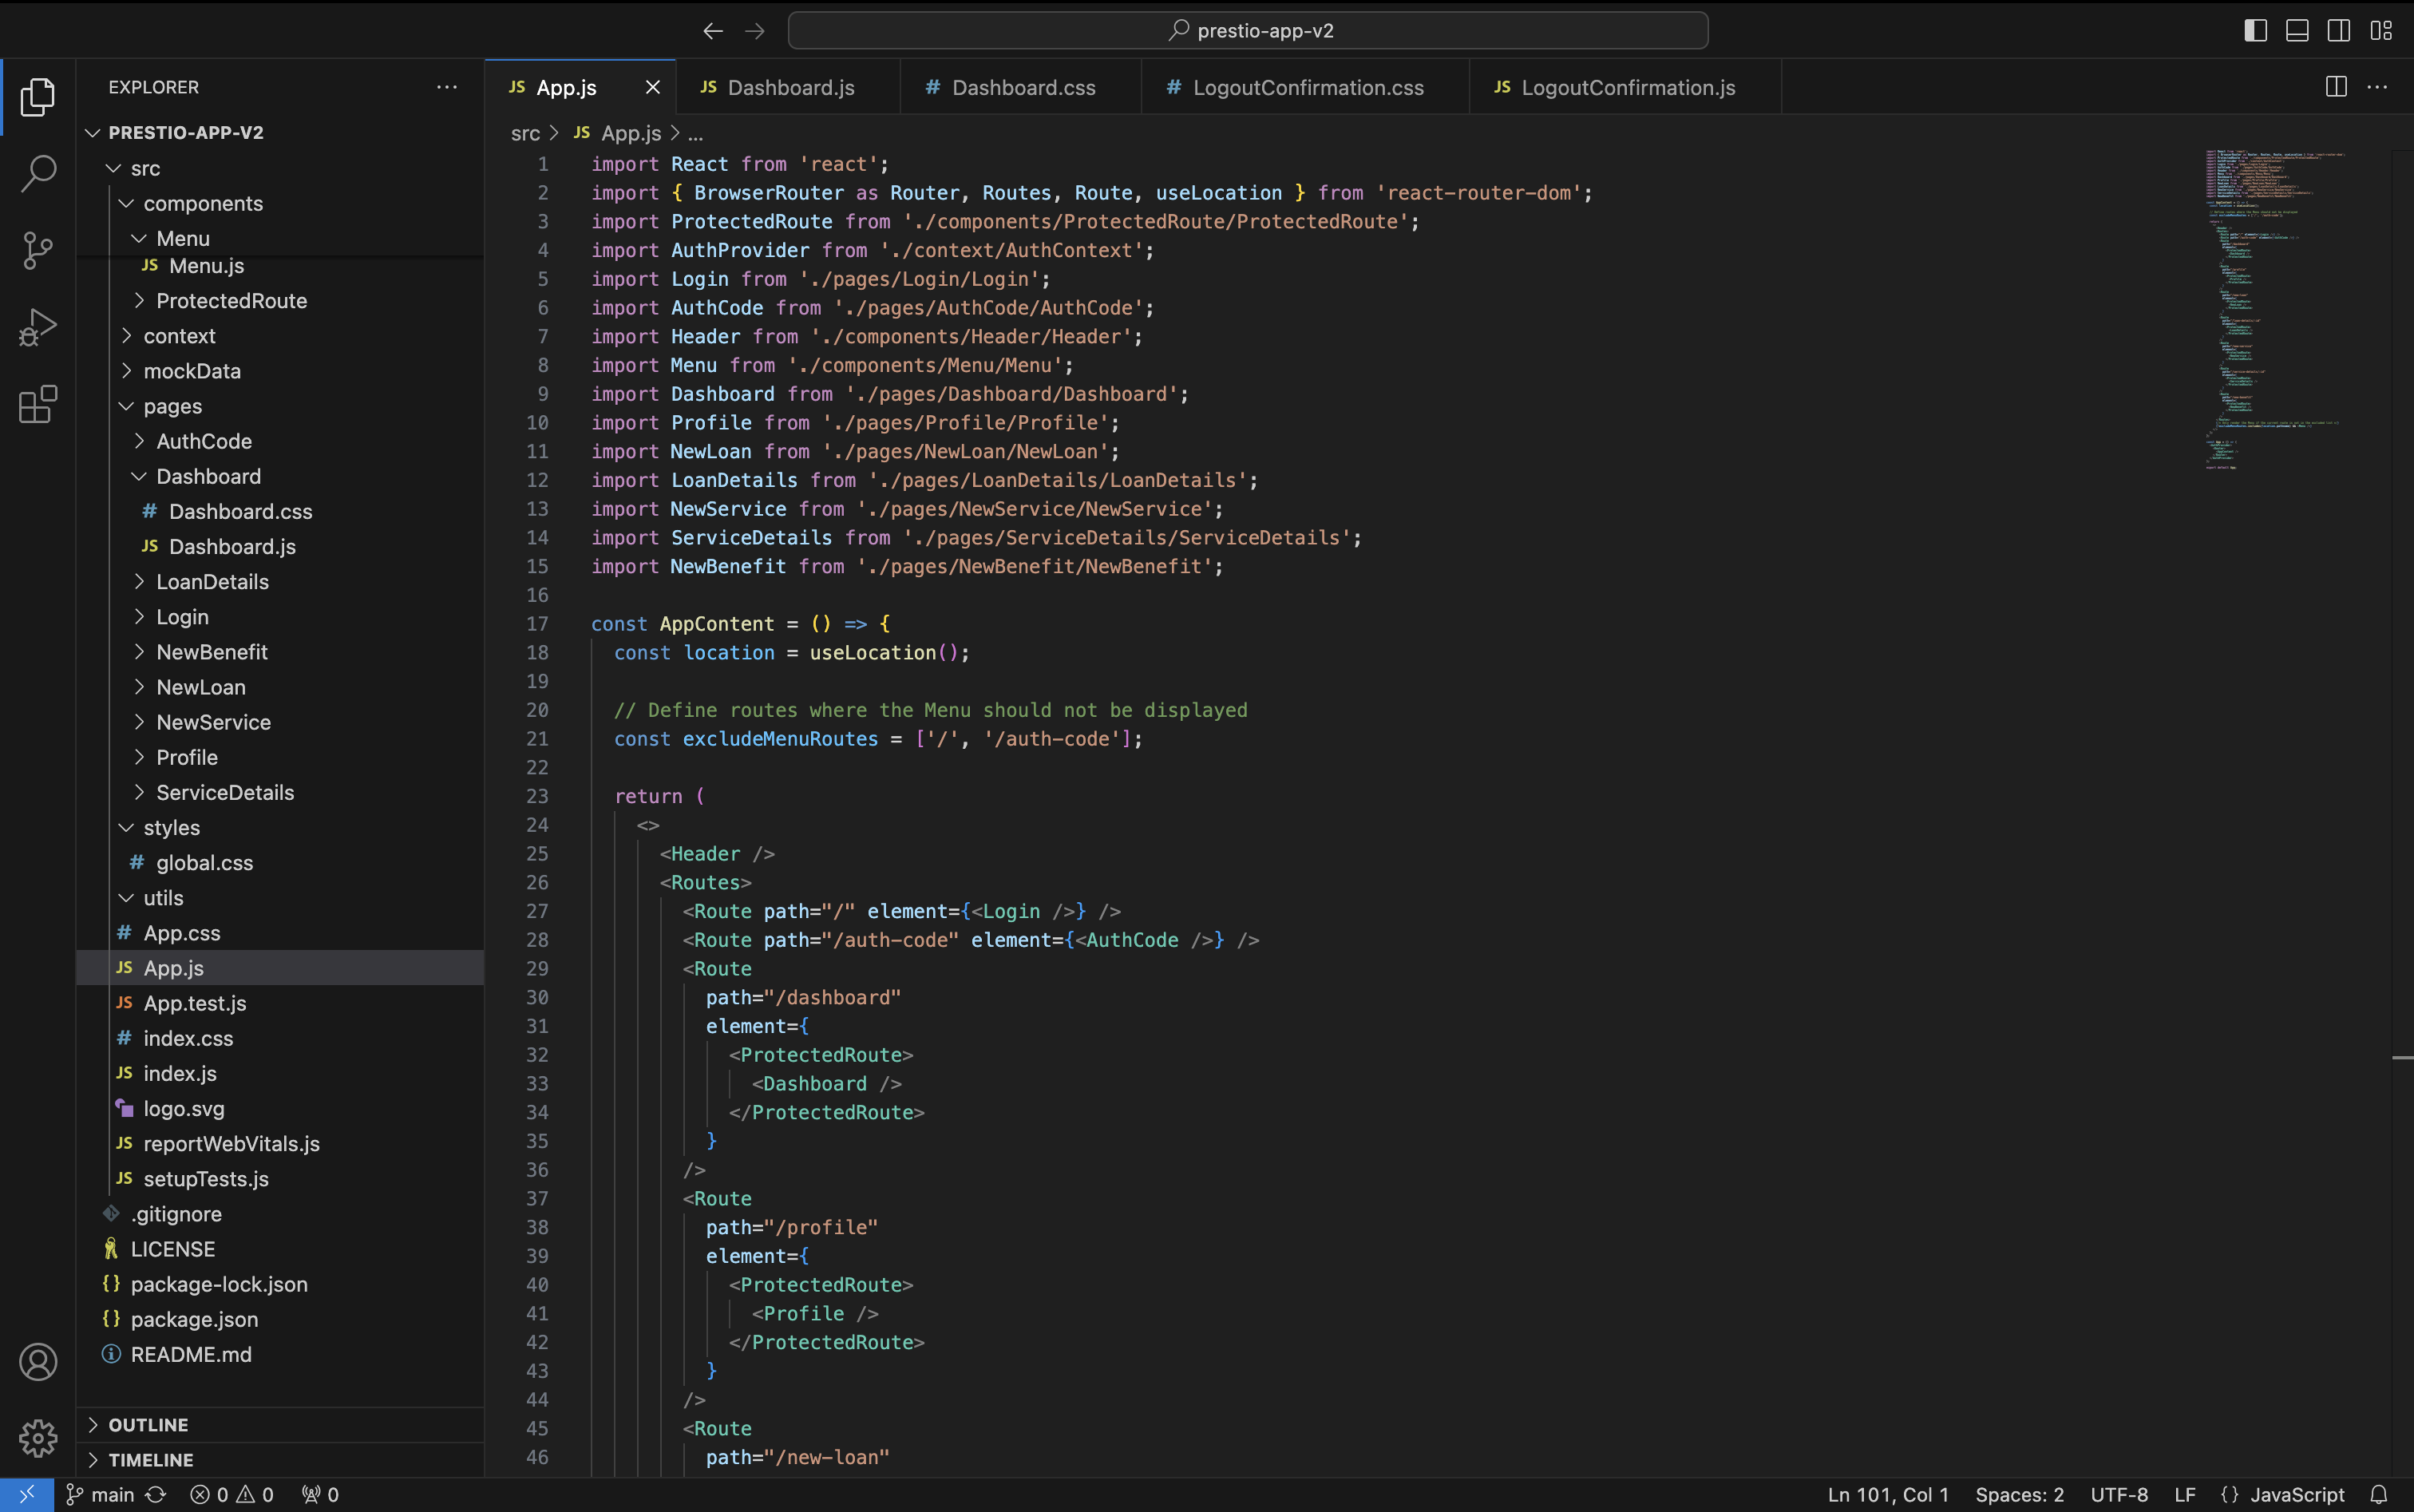 prestio-app-v2
EXPLORER
PRESTIO-APP-V2
src
components
Menu
JS Menu.js
ProtectedRoute
context
mockData
pages
AuthCode
Dashboard
# Dashboard.css
JS Dashboard.js
LoanDetails
Login
NewBenefit
NewLoan
NewService
Profile
ServiceDetails
styles
# global.css
utils
# App.css
JS App.js
JS App.test.js
# index.css
JS index.js
logo.svg
JS reportWebVitals.js
JS setupTests.js
.gitignore
LICENSE
{} package-lock.json
{} package.json
README.md
OUTLINE
TIMELINE
JS App.js JS Dashboard.js # Dashboard.css # LogoutConfirmation.css JS LogoutConfirmation.js
src > JS App.js > ...
1 import React from 'react';
2 import { BrowserRouter as Router, Routes, Route, useLocation } from 'react-router-dom';
3 import ProtectedRoute from './components/ProtectedRoute/ProtectedRoute';
4 import AuthProvider from './context/AuthContext';
5 import Login from './pages/Login/Login';
6 import AuthCode from './pages/AuthCode/AuthCode';
7 import Header from './components/Header/Header';
8 import Menu from './components/Menu/Menu';
9 import Dashboard from './pages/Dashboard/Dashboard';
10 import Profile from './pages/Profile/Profile';
11 import NewLoan from './pages/NewLoan/NewLoan';
12 import LoanDetails from './pages/LoanDetails/LoanDetails';
13 import NewService from './pages/NewService/NewService';
14 import ServiceDetails from './pages/ServiceDetails/ServiceDetails';
15 import NewBenefit from './pages/NewBenefit/NewBenefit';
16
17 const AppContent = () => {
18 const location = useLocation();
19
20 // Define routes where the Menu should not be displayed
21 const excludeMenuRoutes = ['/', '/auth-code'];
22
23 return (
24 <>
25 <Header />
26 <Routes>
27 <Route path="/" element={<Login />} />
28 <Route path="/auth-code" element={<AuthCode />} />
29 <Route
30 path="/dashboard"
31 element={
32 <ProtectedRoute>
33 <Dashboard />
34 </ProtectedRoute>
35 }
36 />
37 <Route
38 path="/profile"
39 element={
40 <ProtectedRoute>
41 <Profile />
42 </ProtectedRoute>
43 }
44 />
45 <Route
46 path="/new-loan"
main 0 0 0 Ln 101, Col 1 Spaces: 2 UTF-8 LF {} JavaScript